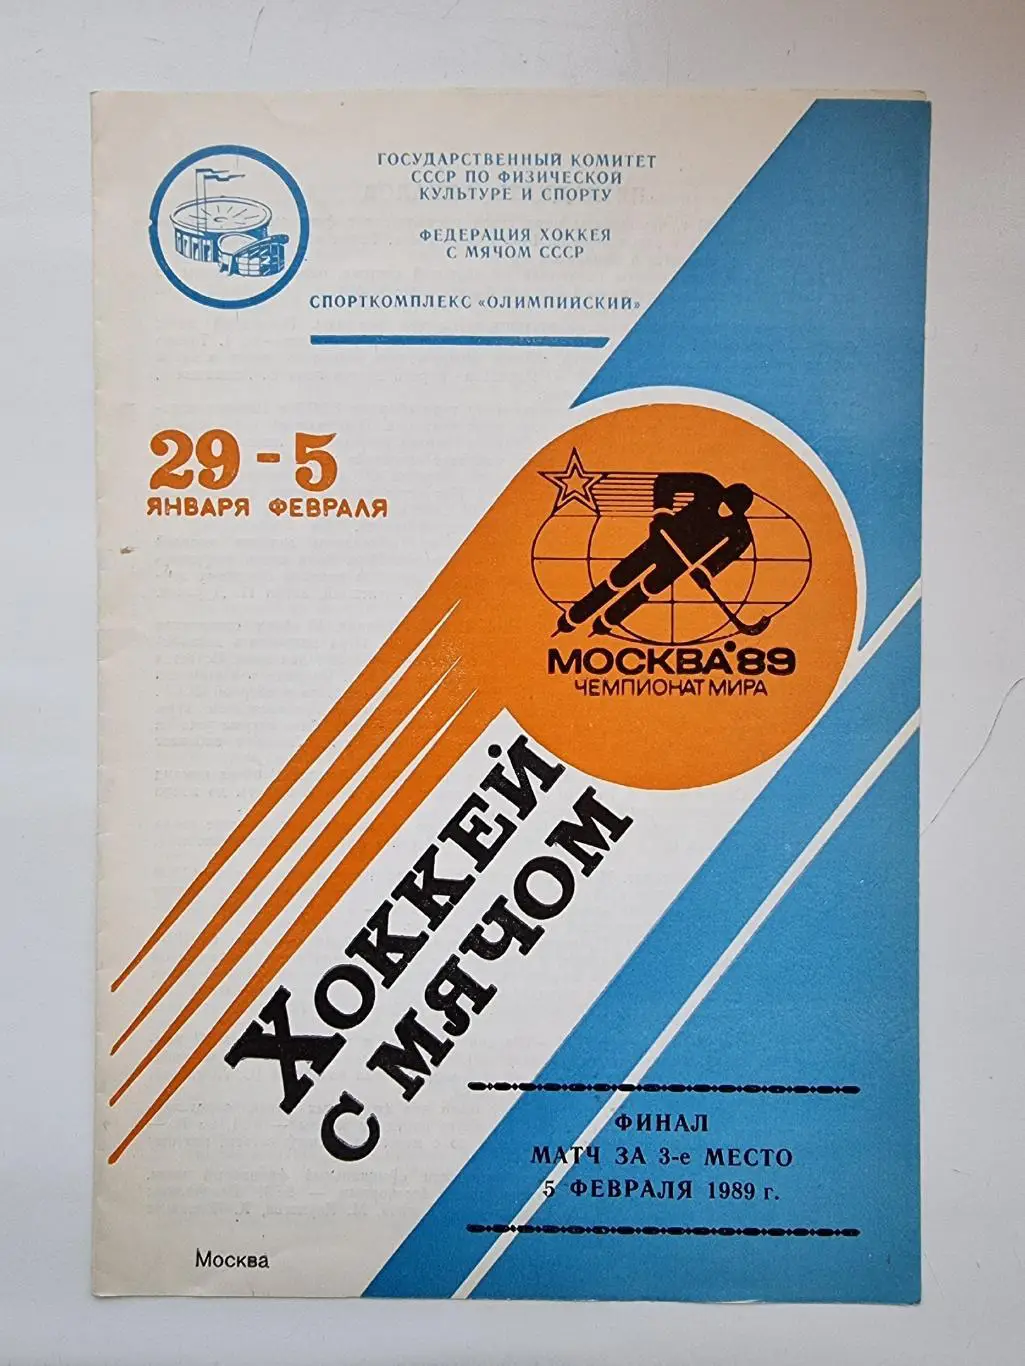 ГОСУДАРСТВЕННЫЙ КОМИТЕТ
СССР ПО ФИЗИЧЕСКОЙ
КУЛЬТУРЕ И СПОРТУ
ФЕДЕРАЦИЯ ХОККЕЯ
С МЯЧОМ СССР
СПОРТКОМПЛЕКС «ОЛИМПИЙСКИЙ»
29 - 5
ЯНВАРЯ ФЕВРАЛЯ
МОСКВА'89
ЧЕМПИОНАТ МИРА
ХОККЕЙ
С МЯЧОМ
ФИНАЛ
МАТЧ ЗА 3-е МЕСТО
5 ФЕВРАЛЯ 1989 г.
Москва